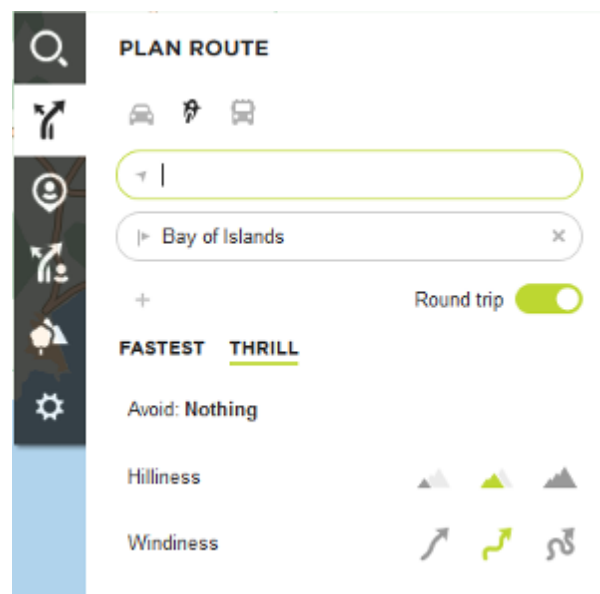 PLAN ROUTE
Bay of Islands
Round trip
FASTEST THRILL
Avoid: Nothing
Hilliness
Windiness